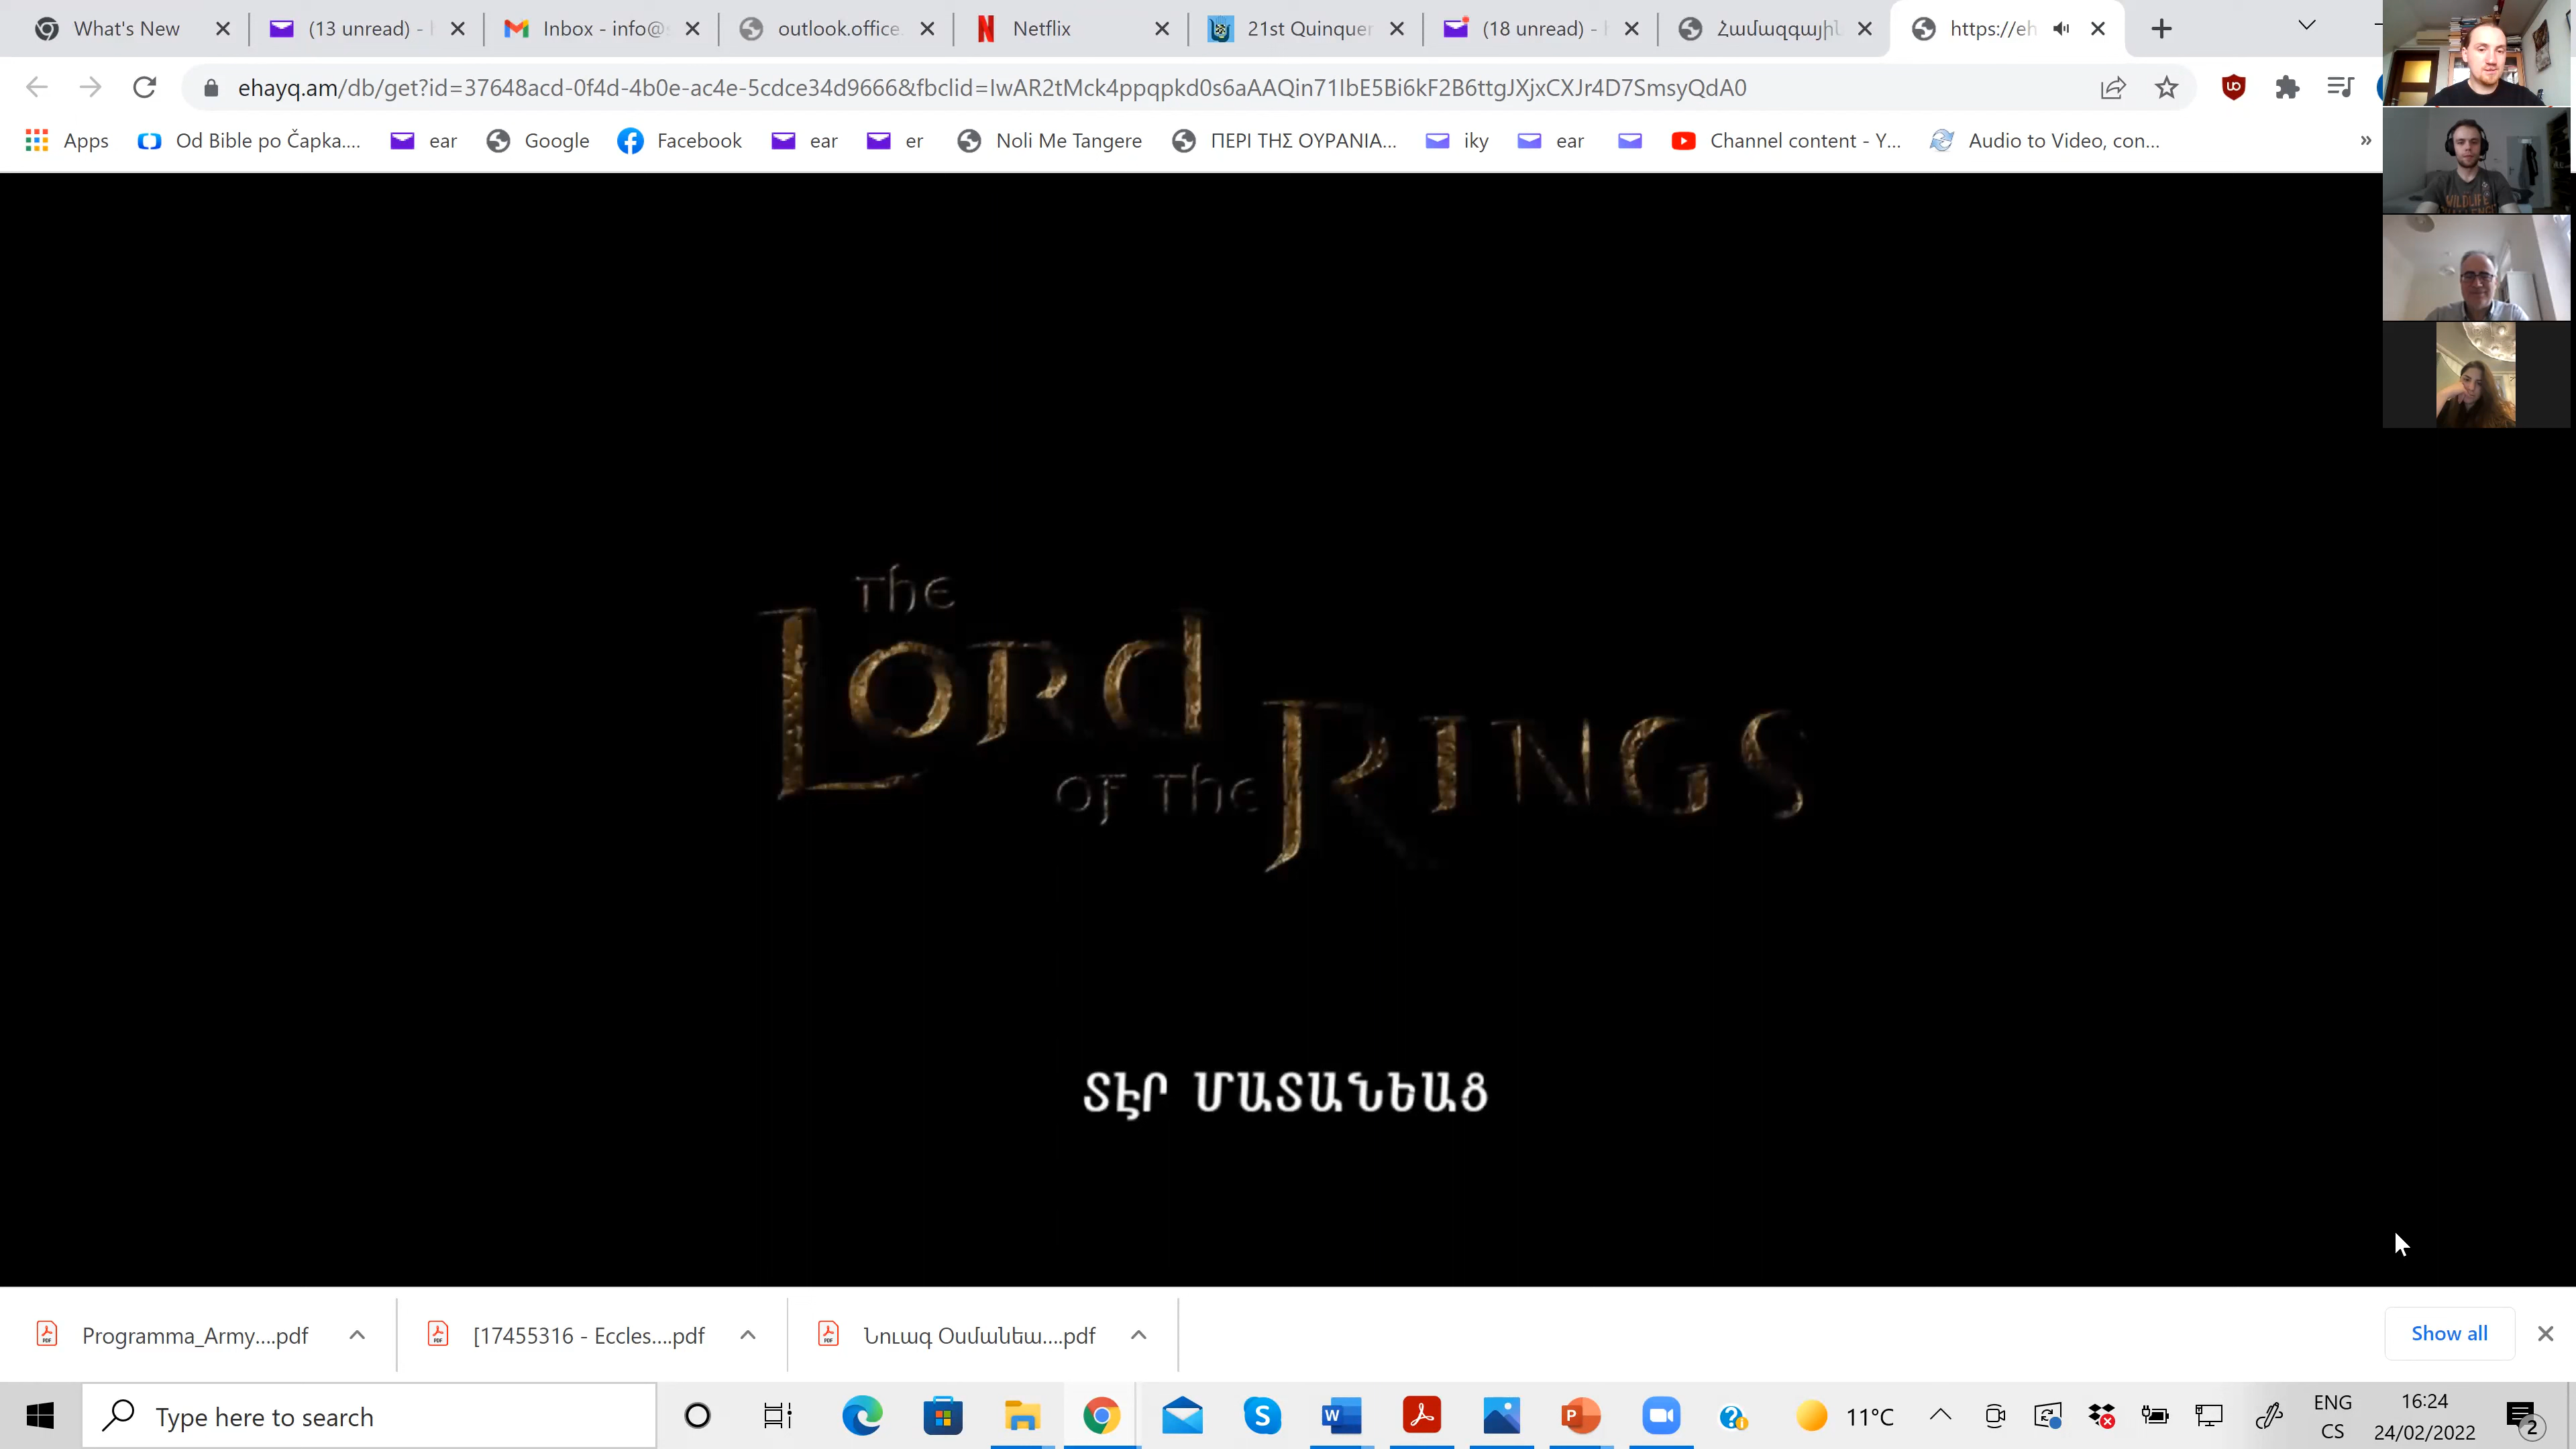 What's New
(13 unread) -
Inbox - info@
outlook.office.
Netflix
21st Quinquer
(18 unread) -
Համազգայի
https://eh
ehayq.am/db/get?id=37648acd-0f4d-4b0e-ac4e-5cdce34d9666&fbclid=IwAR2tMck4ppqpkd0s6aAAQin71IbE5Bi6kF2B6ttgJXjxCXJr4D7SmsyQdA0
Apps
Od Bible po Čapka....
ear
Google
Facebook
ear
er
Noli Me Tangere
ΠΕΡΙ ΤΗΣ ΟΥΡΑΝΙΑ...
iky
ear
Channel content - Y...
Audio to Video, con...
»
WILDLIFE
THE
LORD
OF THE
RINGS
ՏԷՐ ՄԱՏԱՆԵԱՑ
Programma_Army....pdf
[17455316 - Eccles....pdf
Նուագ Օսմանեա....pdf
Show all
Type here to search
11°C
ENG
CS
16:24
24/02/2022
2